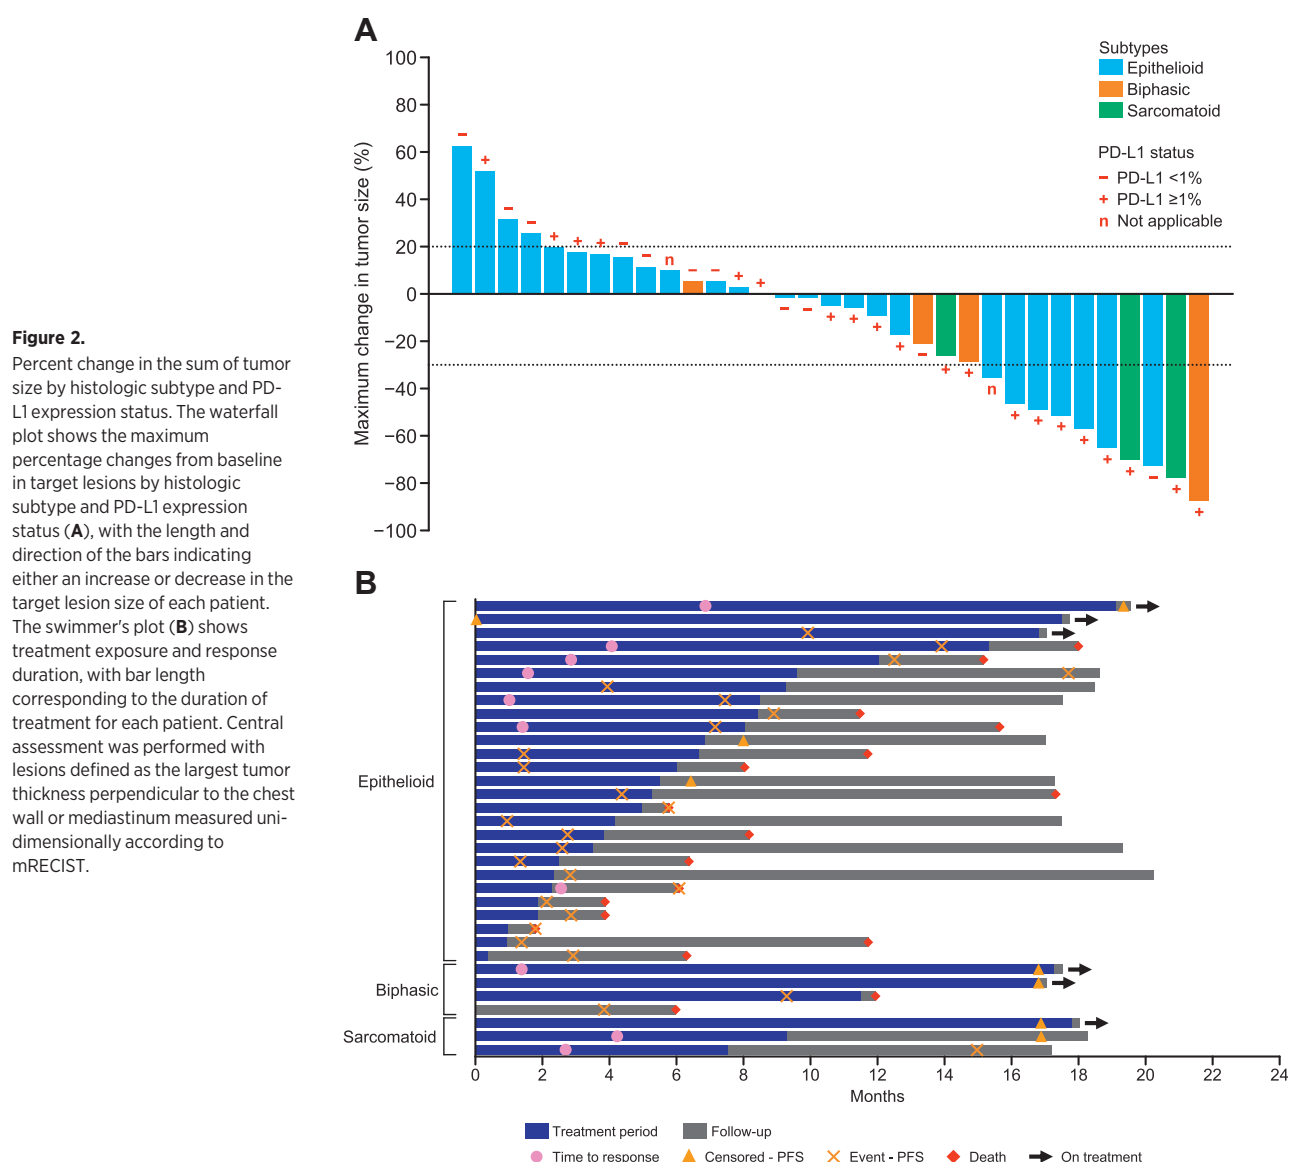 Figure 2.
Percent change in the sum of tumor
size by histologic subtype and PD-
L1 expression status. The waterfall
plot shows the maximum
percentage changes from baseline
in target lesions by histologic
subtype and PD-L1 expression
status (A), with the length and
direction of the bars indicating
either an increase or decrease in the
target lesion size of each patient.
The swimmer's plot (B) shows
treatment exposure and response
duration, with bar length
corresponding to the duration of
treatment for each patient. Central
assessment was performed with
lesions defined as the largest tumor
thickness perpendicular to the chest
wall or mediastinum measured uni-
dimensionally according to
mRECIST.
A
Maximum change in tumor size (%)
100
80
60
40
20
0
−20
−40
−60
−80
−100
Subtypes
Epithelioid
Biphasic
Sarcomatoid
PD-L1 status
− PD-L1 <1%
+ PD-L1 ≥1%
n Not applicable
− + − − + + + − − n − − + +
− − + + + + − + + n + + + + + + − + +
B
Epithelioid
Biphasic
Sarcomatoid
0 2 4 6 8 10 12 14 16 18 20 22 24
Months
Treatment period Follow-up
Time to response Censored - PFS Event - PFS Death On treatment